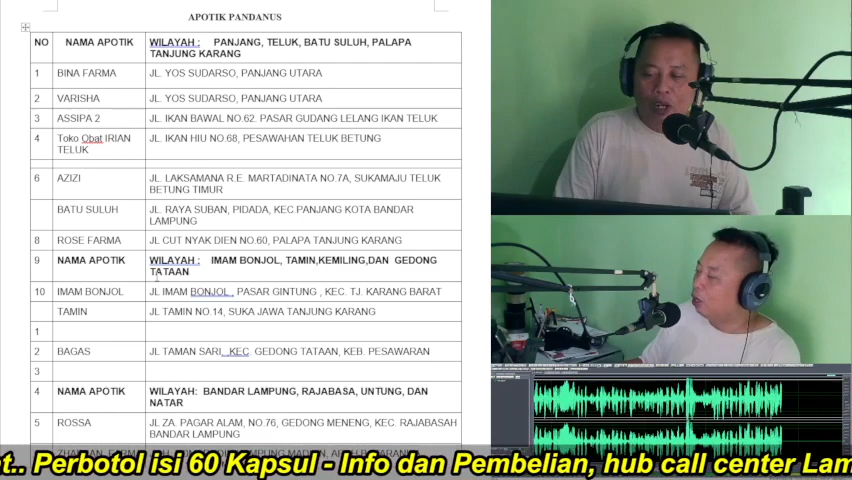 APOTIK PANDANUS
NO NAMA APOTIK WILAYAH : PANJANG, TELUK, BATU SULUH, PALAPA
TANJUNG KARANG
1 BINA FARMA JL. YOS SUDARSO, PANJANG UTARA
2 VARISHA JL. YOS SUDARSO, PANJANG UTARA
3 ASSIPA 2 JL. IKAN BAWAL NO.62. PASAR GUDANG LELANG IKAN TELUK
4 Toko Obat IRIAN JL. IKAN HIU NO.68, PESAWAHAN TELUK BETUNG
TELUK
6 AZIZI JL. LAKSAMANA R.E. MARTADINATA NO.7A, SUKAMAJU TELUK
BETUNG TIMUR
BATU SULUH JL. RAYA SUBAN, PIDADA, KEC.PANJANG KOTA BANDAR
LAMPUNG
8 ROSE FARMA JL CUT NYAK DIEN NO.60, PALAPA TANJUNG KARANG
9 NAMA APOTIK WILAYAH : IMAM BONJOL, TAMIN,KEMILING,DAN GEDONG
TATAAN
10 IMAM BONJOL JL IMAM BONJOL , PASAR GINTUNG , KEC. TJ. KARANG BARAT
TAMIN JL TAMIN NO.14, SUKA JAWA TANJUNG KARANG
1
2 BAGAS JL TAMAN SARI ,KEC. GEDONG TATAAN, KEB. PESAWARAN
3
4 NAMA APOTIK WILAYAH: BANDAR LAMPUNG, RAJABASA, UNTUNG, DAN
NATAR
5 ROSSA JL ZA. PAGAR ALAM, NO.76, GEDONG MENENG, KEC. RAJABASAH
BANDAR LAMPUNG
at.. Perbotol isi 60 Kapsul - Info dan Pembelian, hub call center Lam